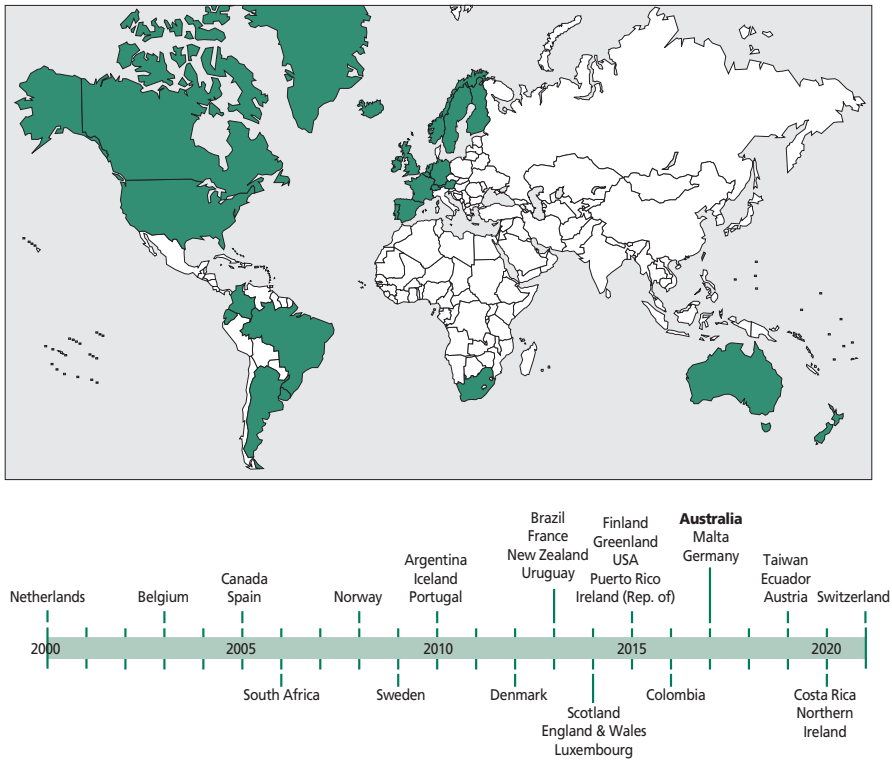 Brazil
France
New Zealand
Uruguay
Finland
Greenland
USA
Puerto Rico
Ireland (Rep. of)
Australia
Malta
Germany
Argentina
Iceland
Portugal
Taiwan
Ecuador
Austria
Canada
Spain
Netherlands
Belgium
Norway
Switzerland
2000
2005
2010
2015
2020
South Africa
Sweden
Denmark
Scotland
England & Wales
Luxembourg
Colombia
Costa Rica
Northern
Ireland